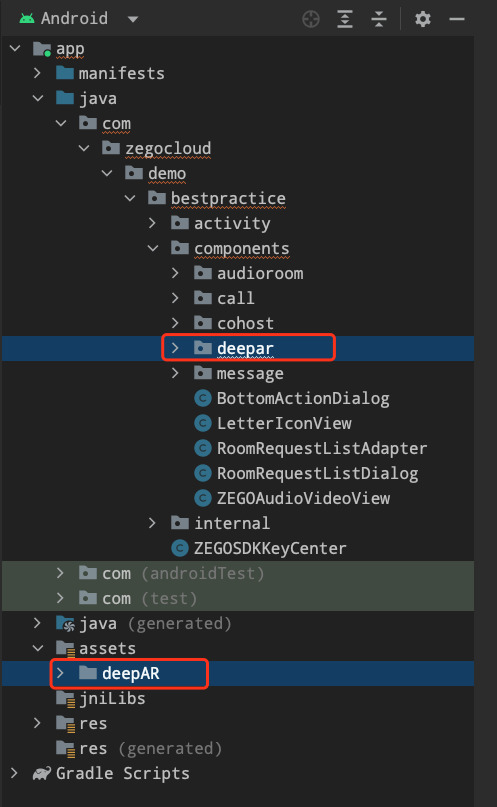 Android
app
manifests
java
com
zegocloud
demo
bestpractice
activity
components
audioroom
call
cohost
deepar
message
BottomActionDialog
LetterIconView
RoomRequestListAdapter
RoomRequestListDialog
ZEGOAudioVideoView
internal
ZEGOSDKKeyCenter
com (androidTest)
com (test)
java (generated)
assets
deepAR
jniLibs
res
res (generated)
Gradle Scripts